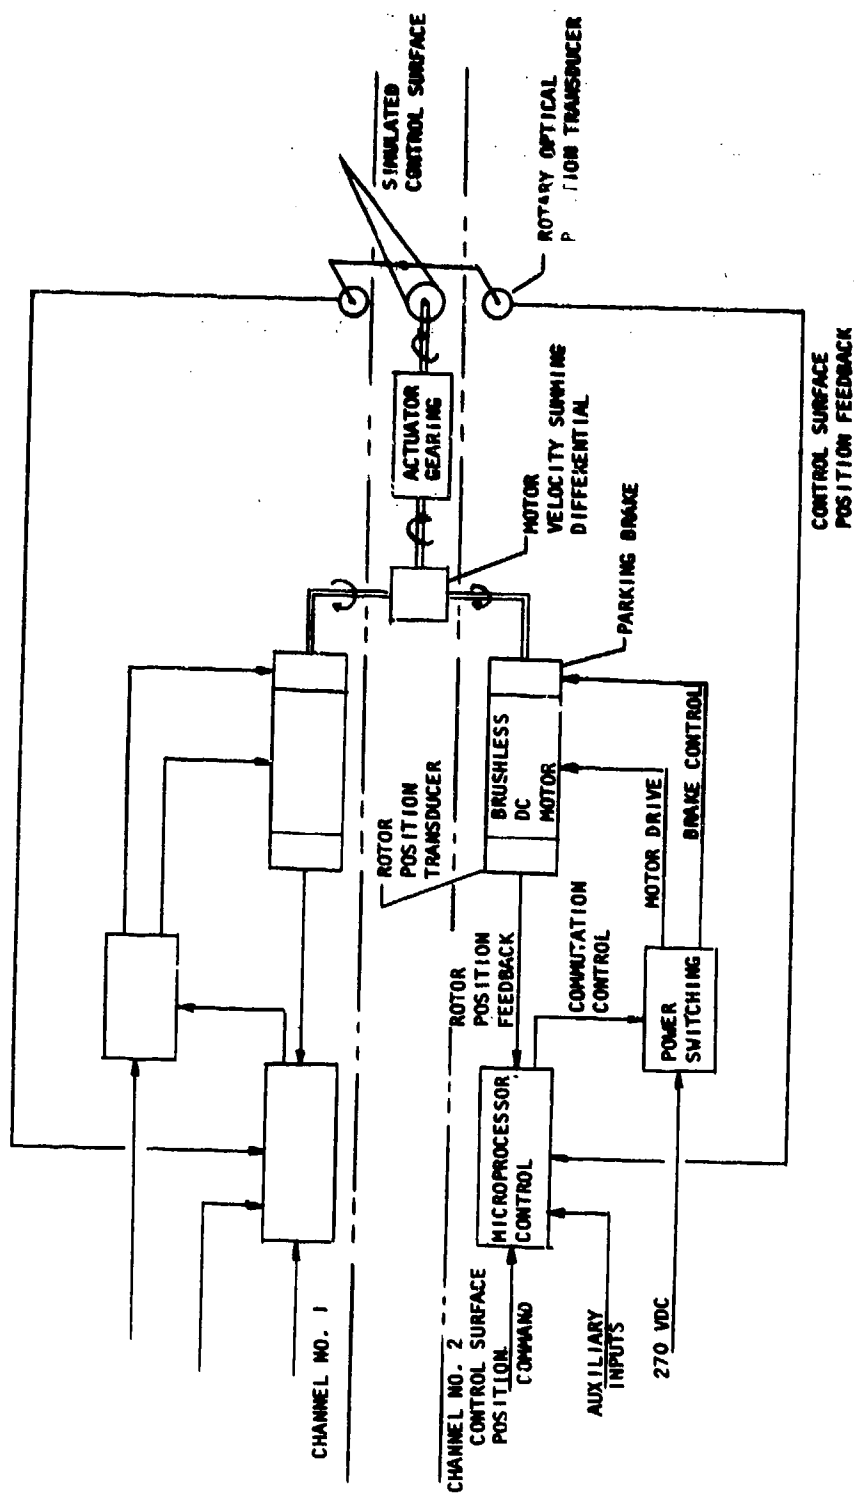 SIMULATED
CONTROL SURFACE
ROTARY OPTICAL
TRANSDUCER
ACTUATOR
GEARING
MOTOR
VELOCITY SUMMING
DIFFERENTIAL
PARKING BRAKE
CONTROL SURFACE
POSITION FEEDBACK
ROTOR
POSITION
TRANSDUCER
BRUSHLESS
DC
MOTOR
MOTOR DRIVE
BRAKE CONTROL
ROTOR
POSITION
FEEDBACK
COMMUTATION
CONTROL
POWER
SWITCHING
MICROPROCESSOR
CONTROL
CHANNEL NO. 1
CHANNEL NO. 2
CONTROL SURFACE
POSITION
COMMAND
AUXILIARY
INPUTS
270 VDC